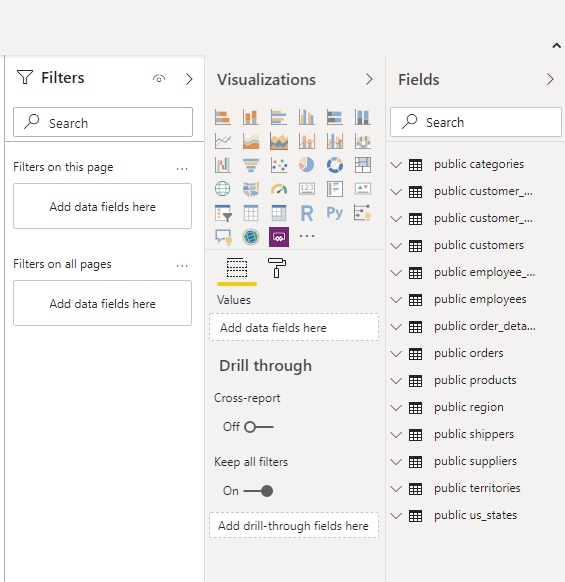 Filters
Search
Filters on this page
...
Add data fields here
Filters on all pages
...
Add data fields here
Visualizations
123
R
Py
...
Values
Add data fields here
Drill through
Cross-report
Off
Keep all filters
On
Add drill-through fields here
Fields
Search
public categories
public customer_...
public customer_...
public customers
public employee_...
public employees
public order_deta...
public orders
public products
public region
public shippers
public suppliers
public territories
public us_states